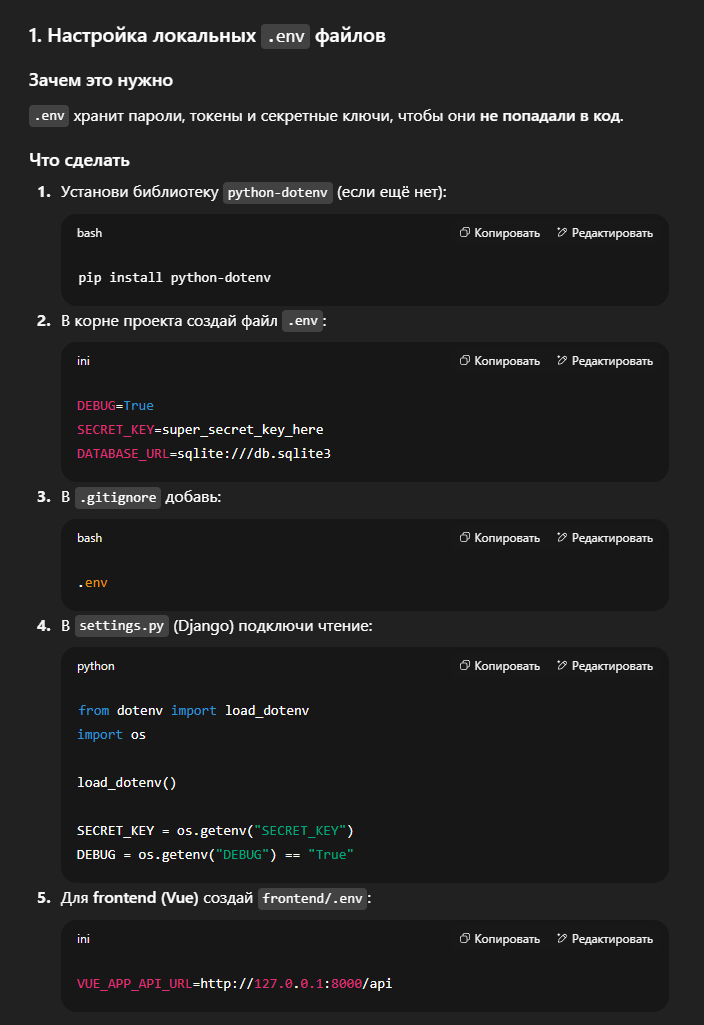 1. Настройка локальных .env файлов
Зачем это нужно
.env хранит пароли, токены и секретные ключи, чтобы они не попадали в код.
Что сделать
1. Установи библиотеку python-dotenv (если ещё нет):
bash Копировать Редактировать
pip install python-dotenv
2. В корне проекта создай файл .env:
ini Копировать Редактировать
DEBUG=True
SECRET_KEY=super_secret_key_here
DATABASE_URL=sqlite:///db.sqlite3
3. В .gitignore добавь:
bash Копировать Редактировать
.env
4. В settings.py (Django) подключи чтение:
python Копировать Редактировать
from dotenv import load_dotenv
import os
load_dotenv()
SECRET_KEY = os.getenv("SECRET_KEY")
DEBUG = os.getenv("DEBUG") == "True"
5. Для frontend (Vue) создай frontend/.env:
ini Копировать Редактировать
VUE_APP_API_URL=http://127.0.0.1:8000/api